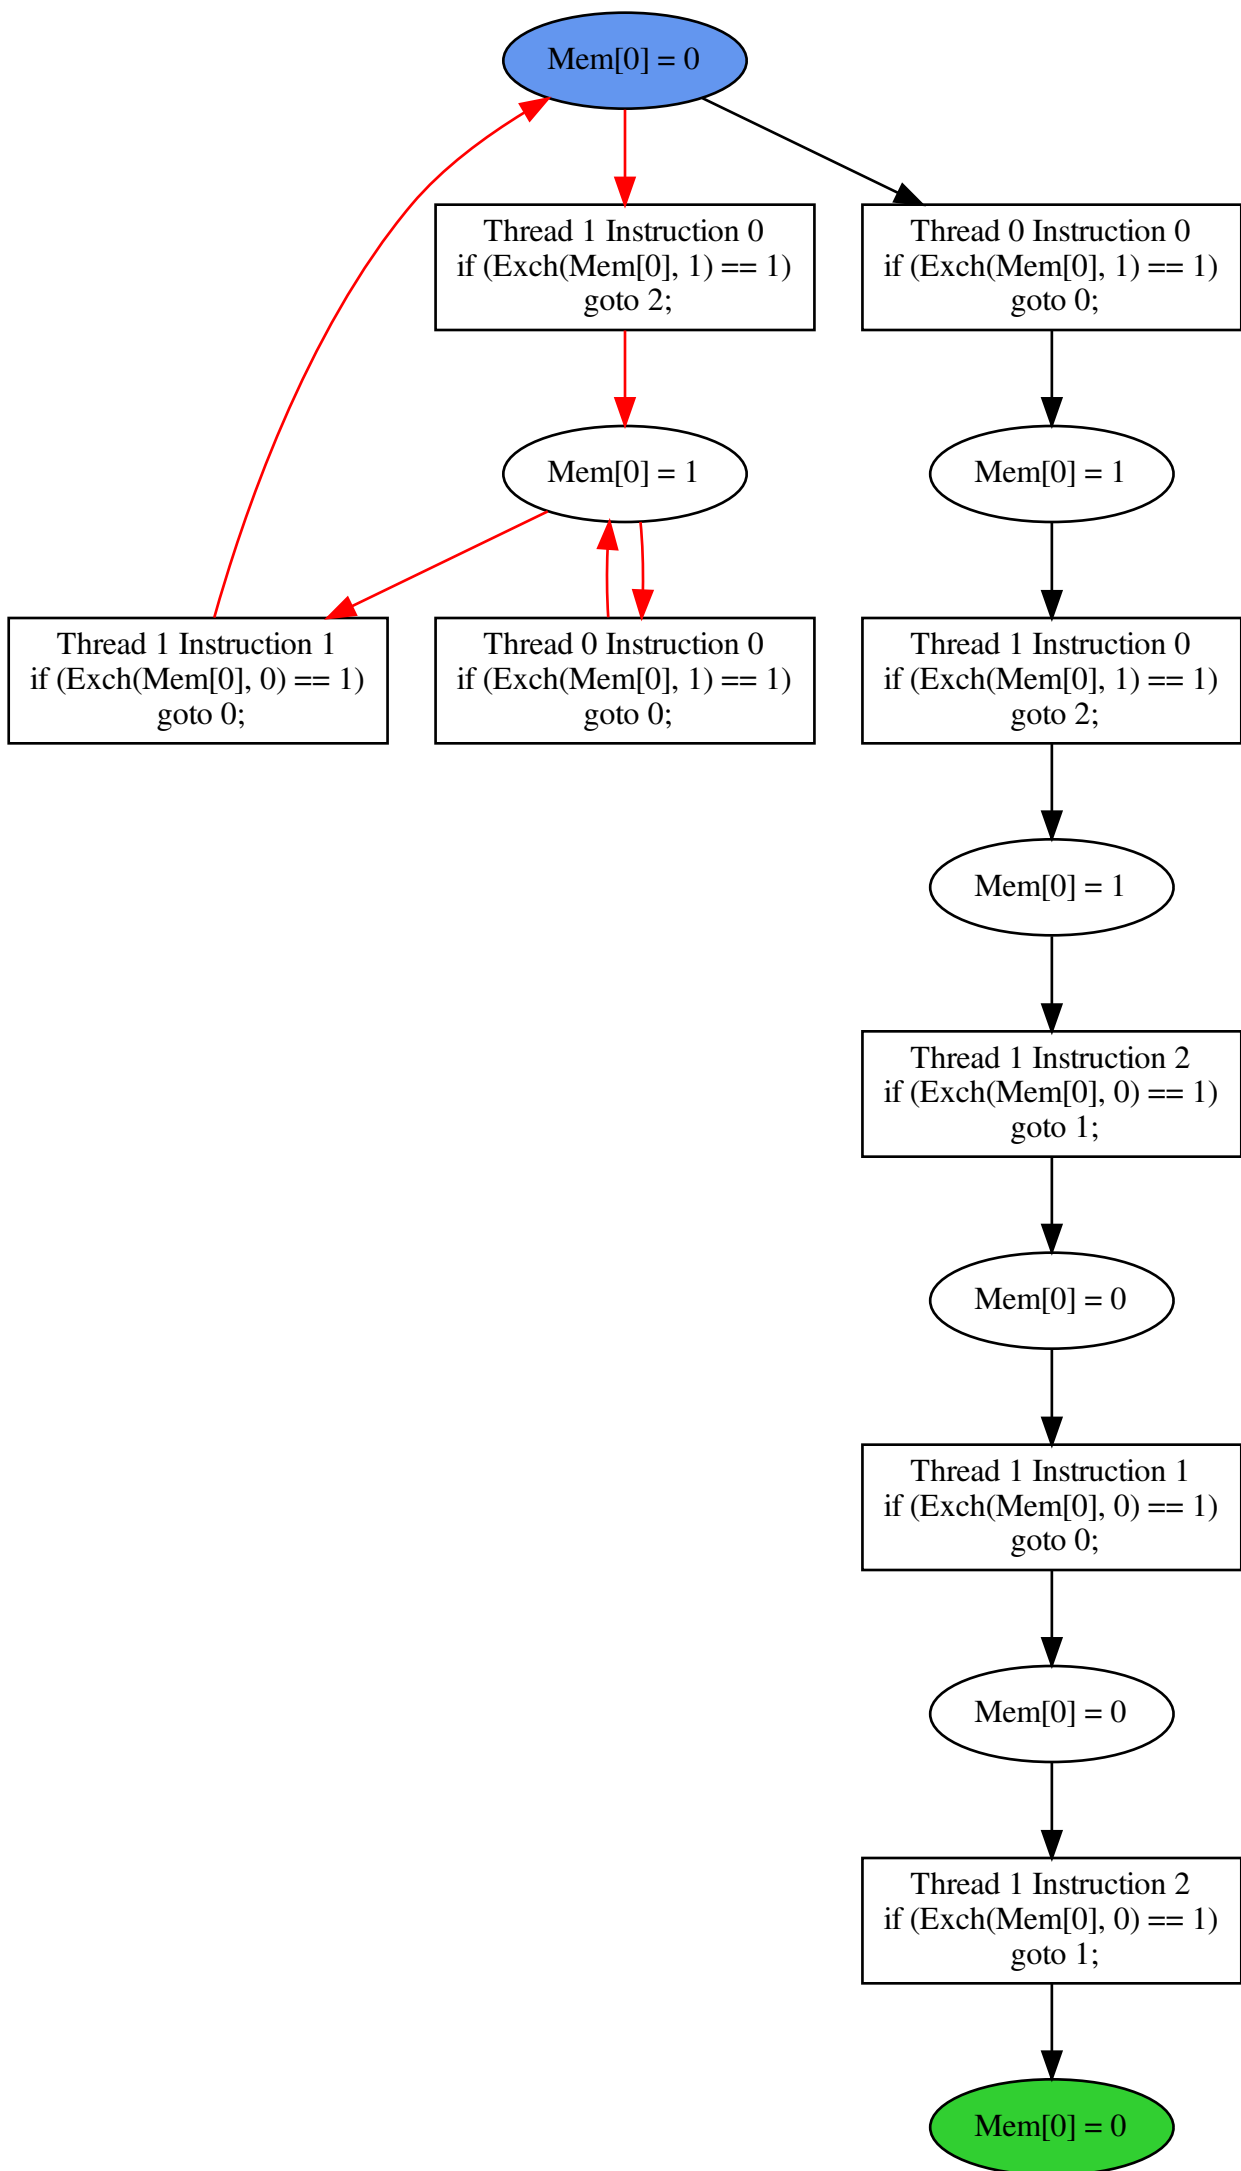 Mem[0] = 0
Thread 1 Instruction 0
if (Exch(Mem[0], 1) == 1)
goto 2;
Thread 0 Instruction 0
if (Exch(Mem[0], 1) == 1)
goto 0;
Mem[0] = 1
Mem[0] = 1
Thread 1 Instruction 1
if (Exch(Mem[0], 0) == 1)
goto 0;
Thread 0 Instruction 0
if (Exch(Mem[0], 1) == 1)
goto 0;
Thread 1 Instruction 0
if (Exch(Mem[0], 1) == 1)
goto 2;
Mem[0] = 1
Thread 1 Instruction 2
if (Exch(Mem[0], 0) == 1)
goto 1;
Mem[0] = 0
Thread 1 Instruction 1
if (Exch(Mem[0], 0) == 1)
goto 0;
Mem[0] = 0
Thread 1 Instruction 2
if (Exch(Mem[0], 0) == 1)
goto 1;
Mem[0] = 0